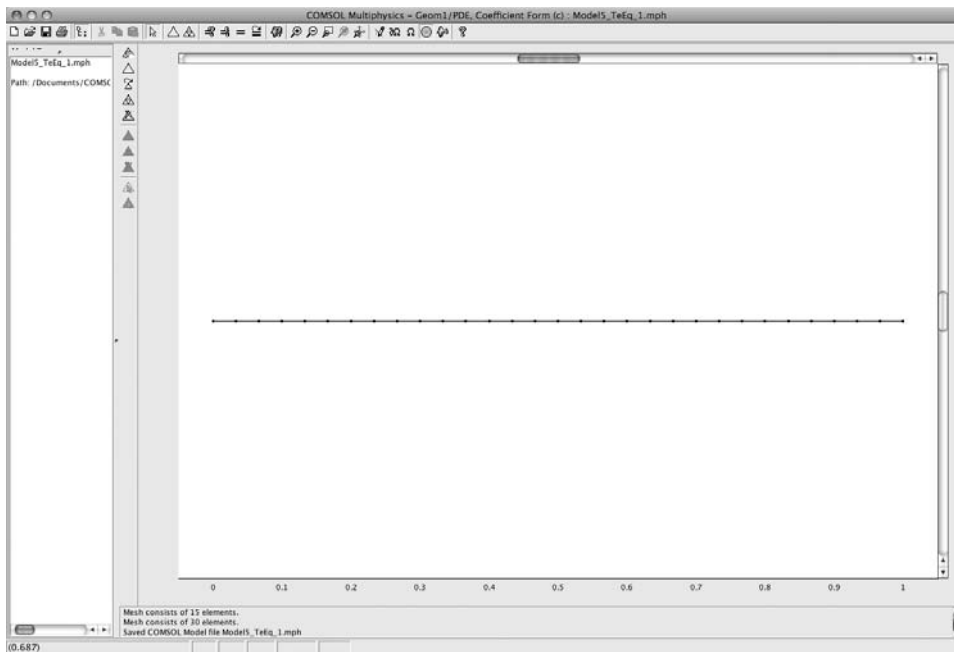 COMSOL Multiphysics – Geom1/PDE, Coefficient Form (c) : Model5_TeEq_1.mph
Model5_TeEq_1.mph
Path: /Documents/COMSC
0 0.1 0.2 0.3 0.4 0.5 0.6 0.7 0.8 0.9 1
Mesh consists of 15 elements.
Mesh consists of 30 elements.
Saved COMSOL Model file Model5_TeEq_1.mph
(0.687)